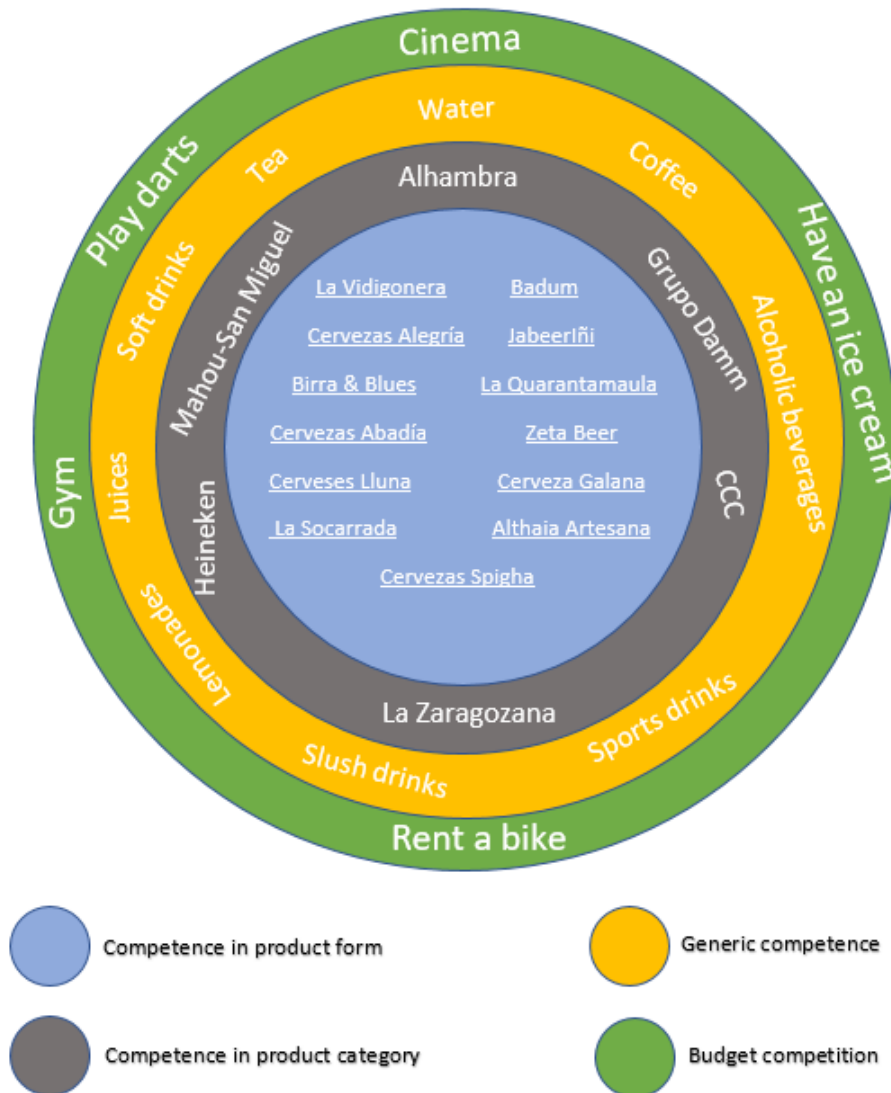 Cinema
Play darts
Have an ice cream
Gym
Rent a bike
Water
Tea
Coffee
Soft drinks
Alcoholic beverages
Juices
Lemonades
Slush drinks
Sports drinks
Alhambra
Mahou-San Miguel
Grupo Damm
Heineken
CCC
La Zaragozana
La Vidigonera
Badum
Cervezas Alegría
JabeerIñi
Birra & Blues
La Quarantamaula
Cervezas Abadía
Zeta Beer
Cerveses Lluna
Cerveza Galana
La Socarrada
Althaia Artesana
Cervezas Spigha
Competence in product form
Generic competence
Competence in product category
Budget competition